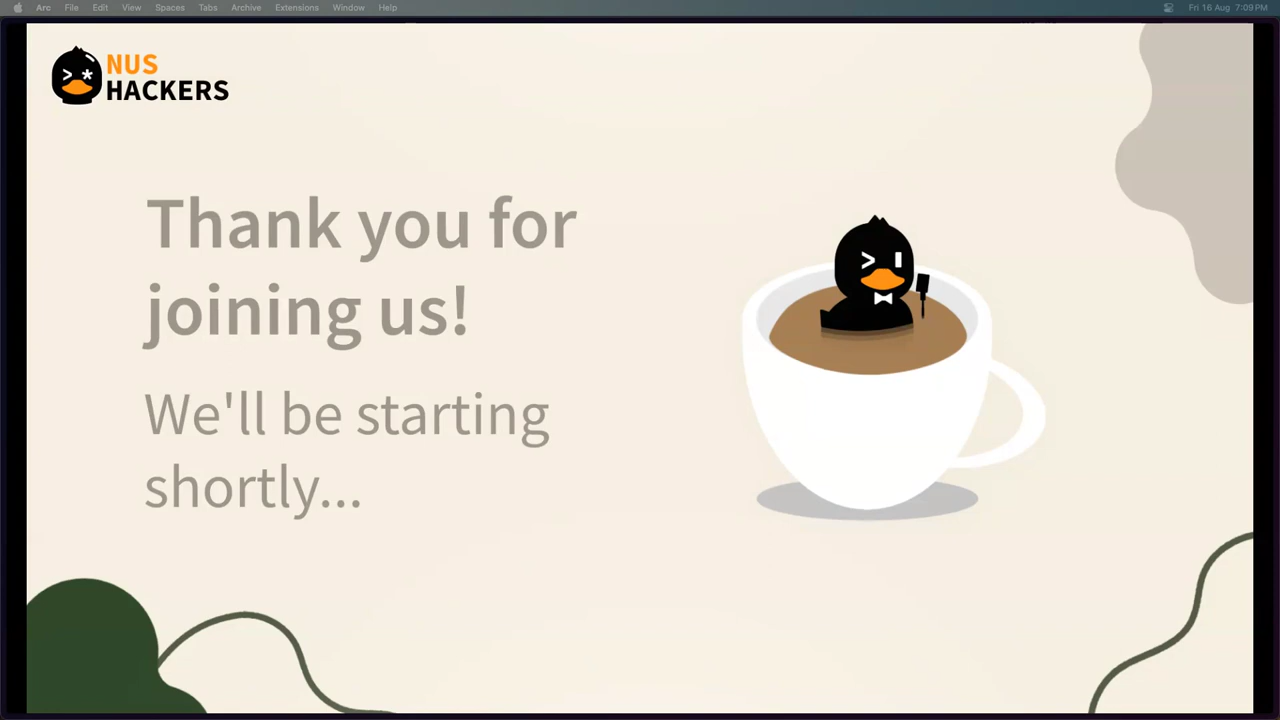 Arc File Edit View Spaces Tabs Archive Extensions Window Help Fri 16 Aug 7:09 PM
NUS
HACKERS
Thank you for
joining us!
We'll be starting
shortly...